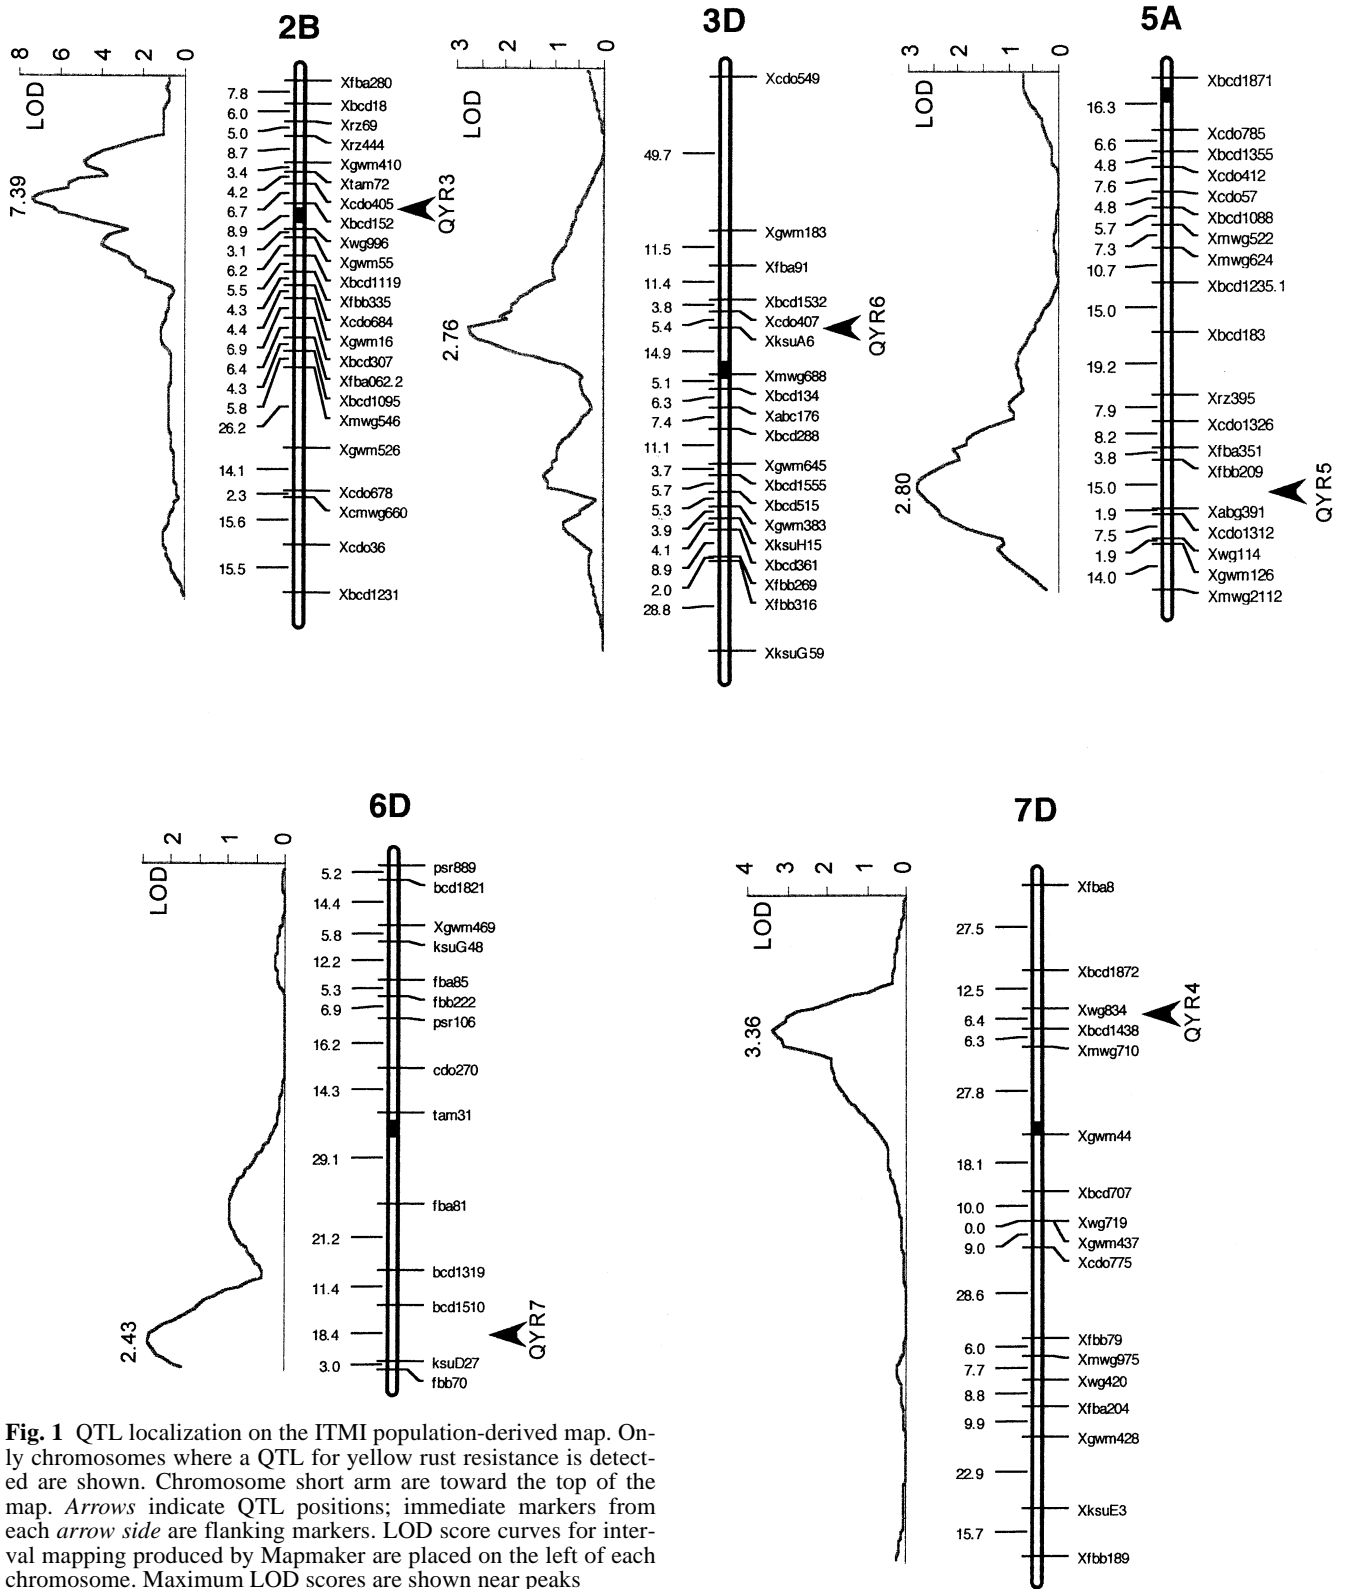 2B
8 6 4 2 0
LOD
7.39
7.8
6.0
5.0
8.7
3.4
4.2
6.7
8.9
3.1
6.2
5.5
4.3
4.4
6.9
6.4
4.3
5.8
26.2
14.1
2.3
15.6
15.5
Xfba280
Xbcd18
Xrz69
Xrz444
Xgwm410
Xtam72
Xcdo405
Xbcd152
Xwg996
Xgwm55
Xbcd1119
Xfbb335
Xcdo684
Xgwm16
Xbcd307
Xfba062.2
Xbcd1095
Xmwg546
Xgwm526
Xcdo678
Xcmwg660
Xcdo36
Xbcd1231
QYR3
3D
3 2 1 0
LOD
2.76
49.7
11.5
11.4
3.8
5.4
14.9
5.1
6.3
7.4
11.1
3.7
5.7
5.3
3.9
4.1
8.9
2.0
28.8
Xcdo549
Xgwm183
Xfba91
Xbcd1532
Xcdo407
XksuA6
Xmwg688
Xbcd134
Xabc176
Xbcd288
Xgwm645
Xbcd1555
Xbcd515
Xgwm383
XksuH15
Xbcd361
Xfbb269
Xfbb316
XksuG59
QYR6
5A
3 2 1 0
LOD
2.80
16.3
6.6
4.8
7.6
4.8
5.7
7.3
10.7
15.0
19.2
7.9
8.2
3.8
15.0
1.9
7.5
1.9
14.0
Xbcd1871
Xcdo785
Xbcd1355
Xcdo412
Xcdo57
Xbcd1088
Xmwg522
Xmwg624
Xbcd1235.1
Xbcd183
Xrz395
Xcdo1326
Xfba351
Xfbb209
Xabg391
Xcdo1312
Xwg114
Xgwm126
Xmwg2112
QYR5
6D
2 1 0
LOD
2.43
5.2
14.4
5.8
12.2
5.3
6.9
16.2
14.3
29.1
21.2
11.4
18.4
3.0
psr889
bcd1821
Xgwm469
ksuG48
fba85
fbb222
psr106
cdo270
tam31
fba81
bcd1319
bcd1510
ksuD27
fbb70
QYR7
7D
4 3 2 1 0
LOD
3.36
27.5
12.5
6.4
6.3
27.8
18.1
10.0
0.0
9.0
28.6
6.0
7.7
8.8
9.9
22.9
15.7
Xfba8
Xbcd1872
Xwg834
Xbcd1438
Xmwg710
Xgwm44
Xbcd707
Xwg719
Xgwm437
Xcdo775
Xfbb79
Xmwg975
Xwg420
Xfba204
Xgwm428
XksuE3
Xfbb189
QYR4
Fig. 1 QTL localization on the ITMI population-derived map. On-
ly chromosomes where a QTL for yellow rust resistance is detect-
ed are shown. Chromosome short arm are toward the top of the
map. Arrows indicate QTL positions; immediate markers from
each arrow side are flanking markers. LOD score curves for inter-
val mapping produced by Mapmaker are placed on the left of each
chromosome. Maximum LOD scores are shown near peaks